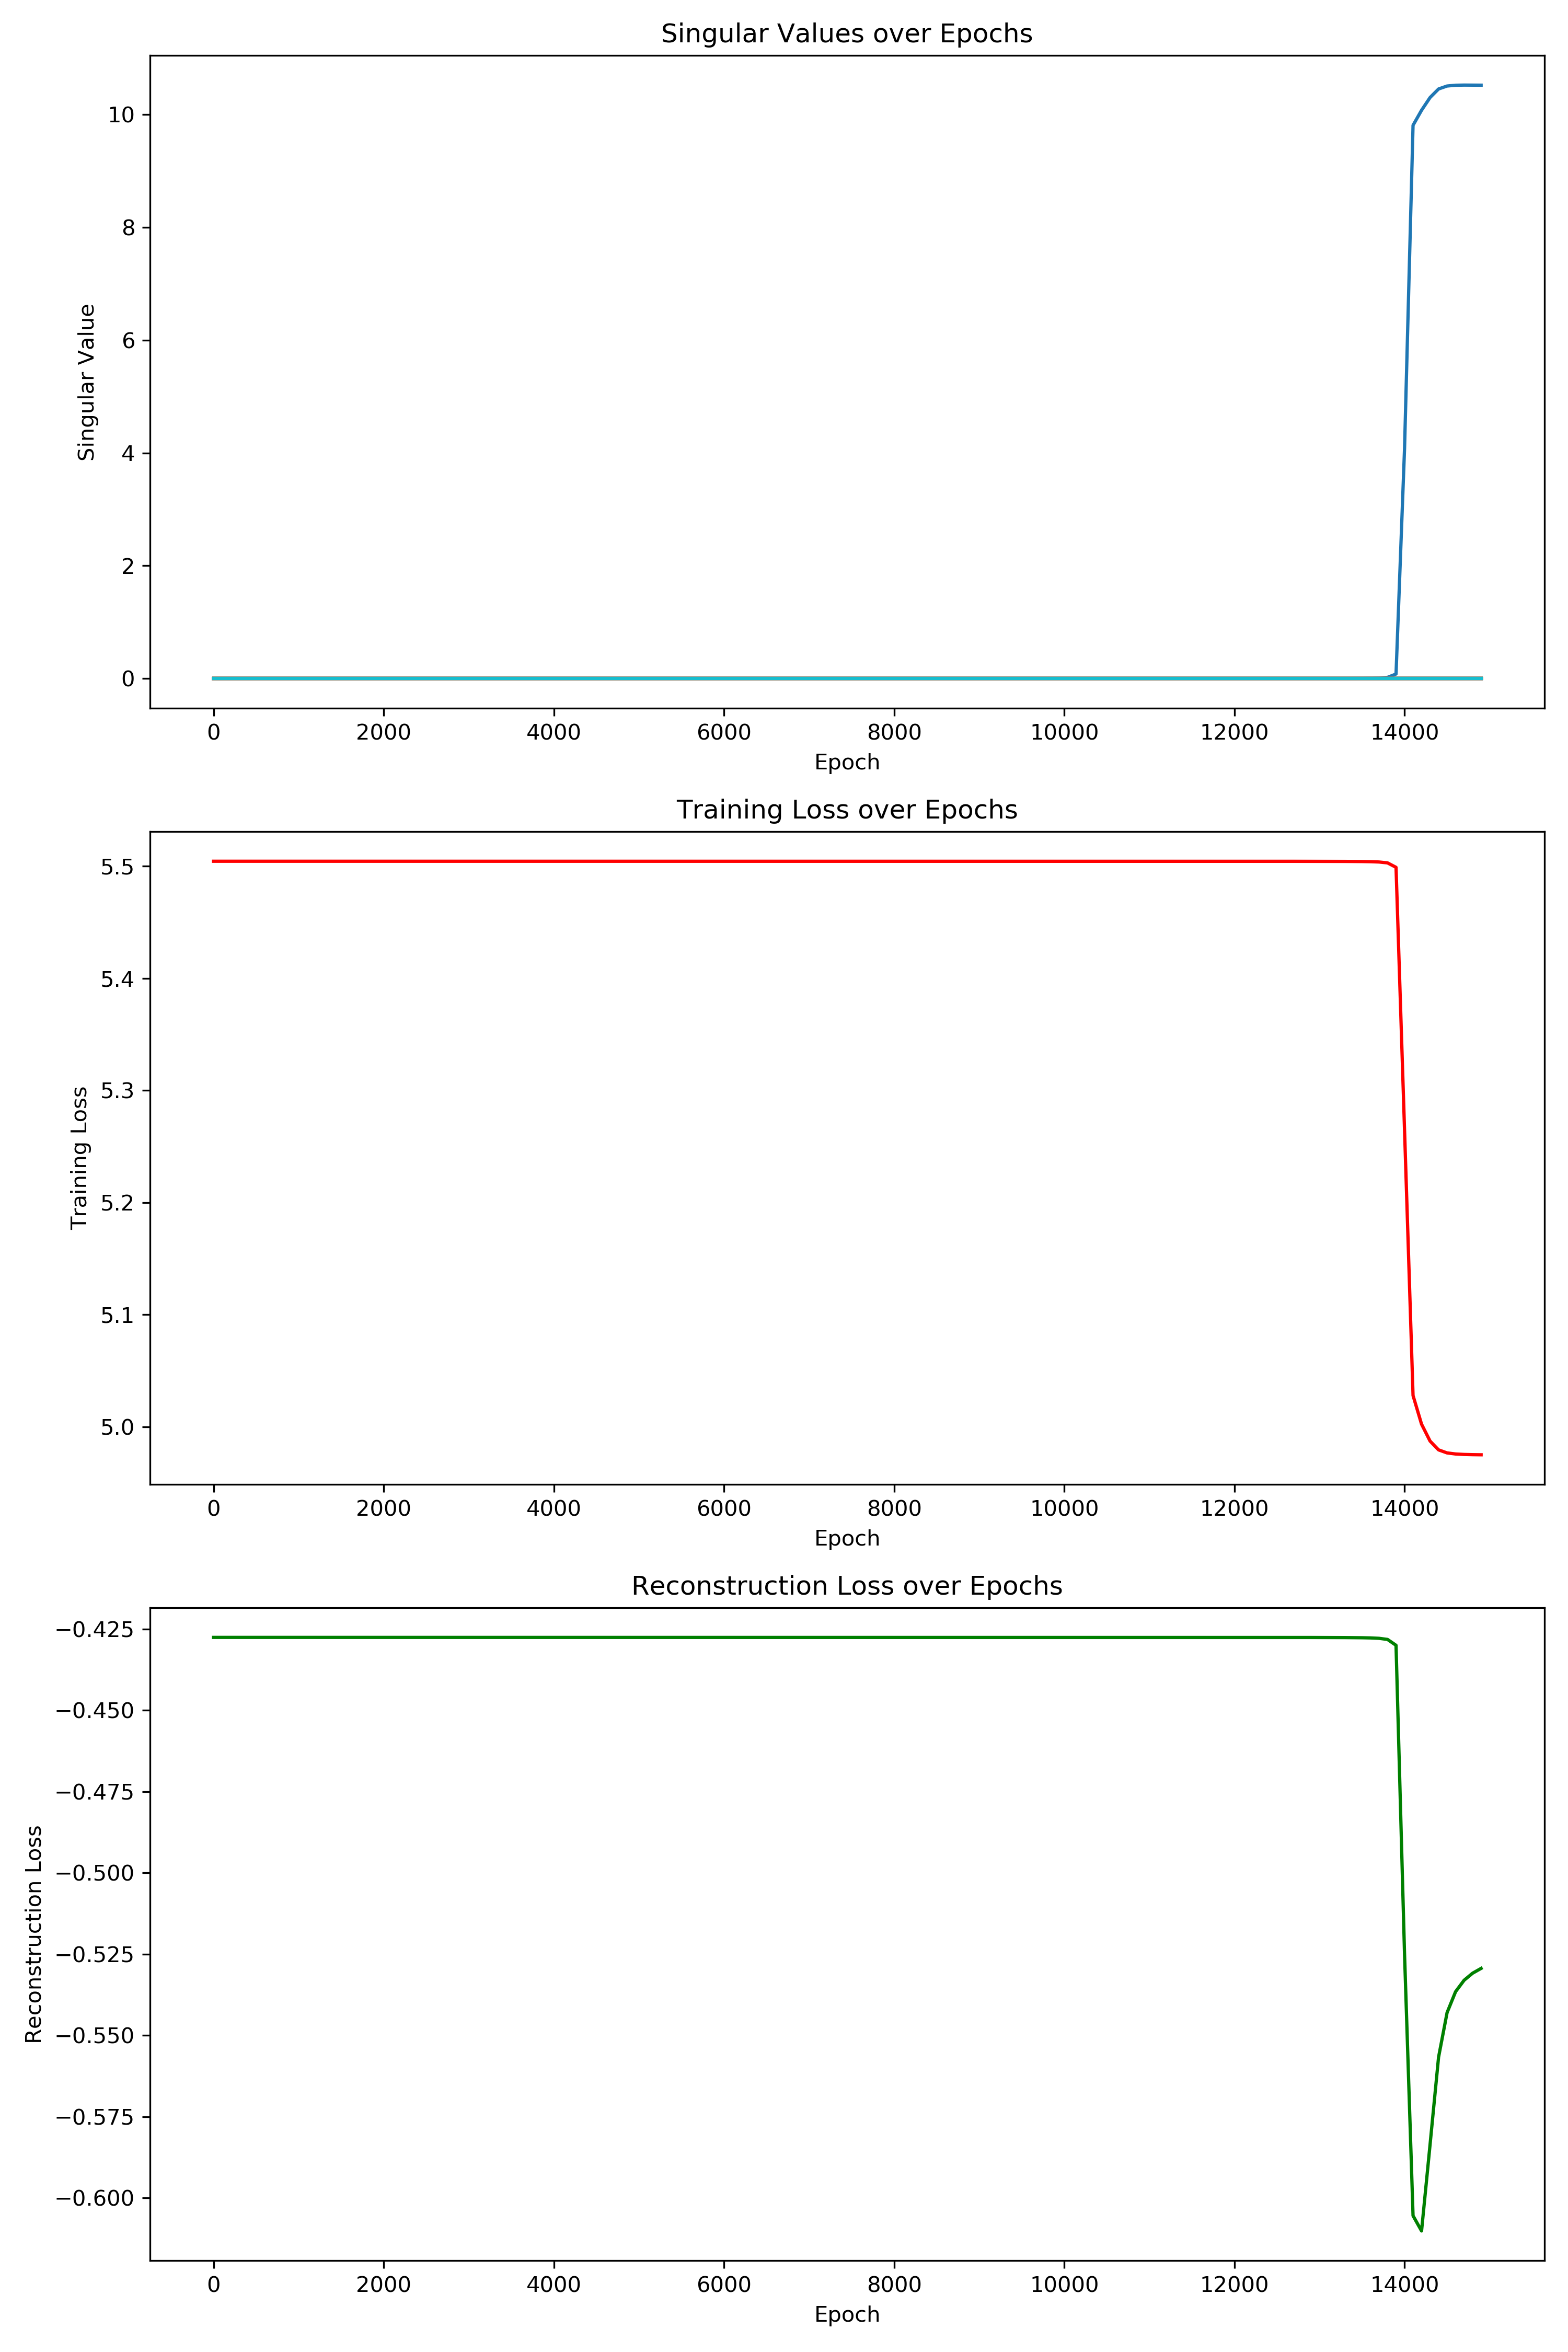 Singular Values over Epochs
10
8
6
4
2
0
Singular Value
0 2000 4000 6000 8000 10000 12000 14000
Epoch
Training Loss over Epochs
5.5
5.4
5.3
5.2
5.1
5.0
Training Loss
0 2000 4000 6000 8000 10000 12000 14000
Epoch
Reconstruction Loss over Epochs
−0.425
−0.450
−0.475
−0.500
−0.525
−0.550
−0.575
−0.600
Reconstruction Loss
0 2000 4000 6000 8000 10000 12000 14000
Epoch